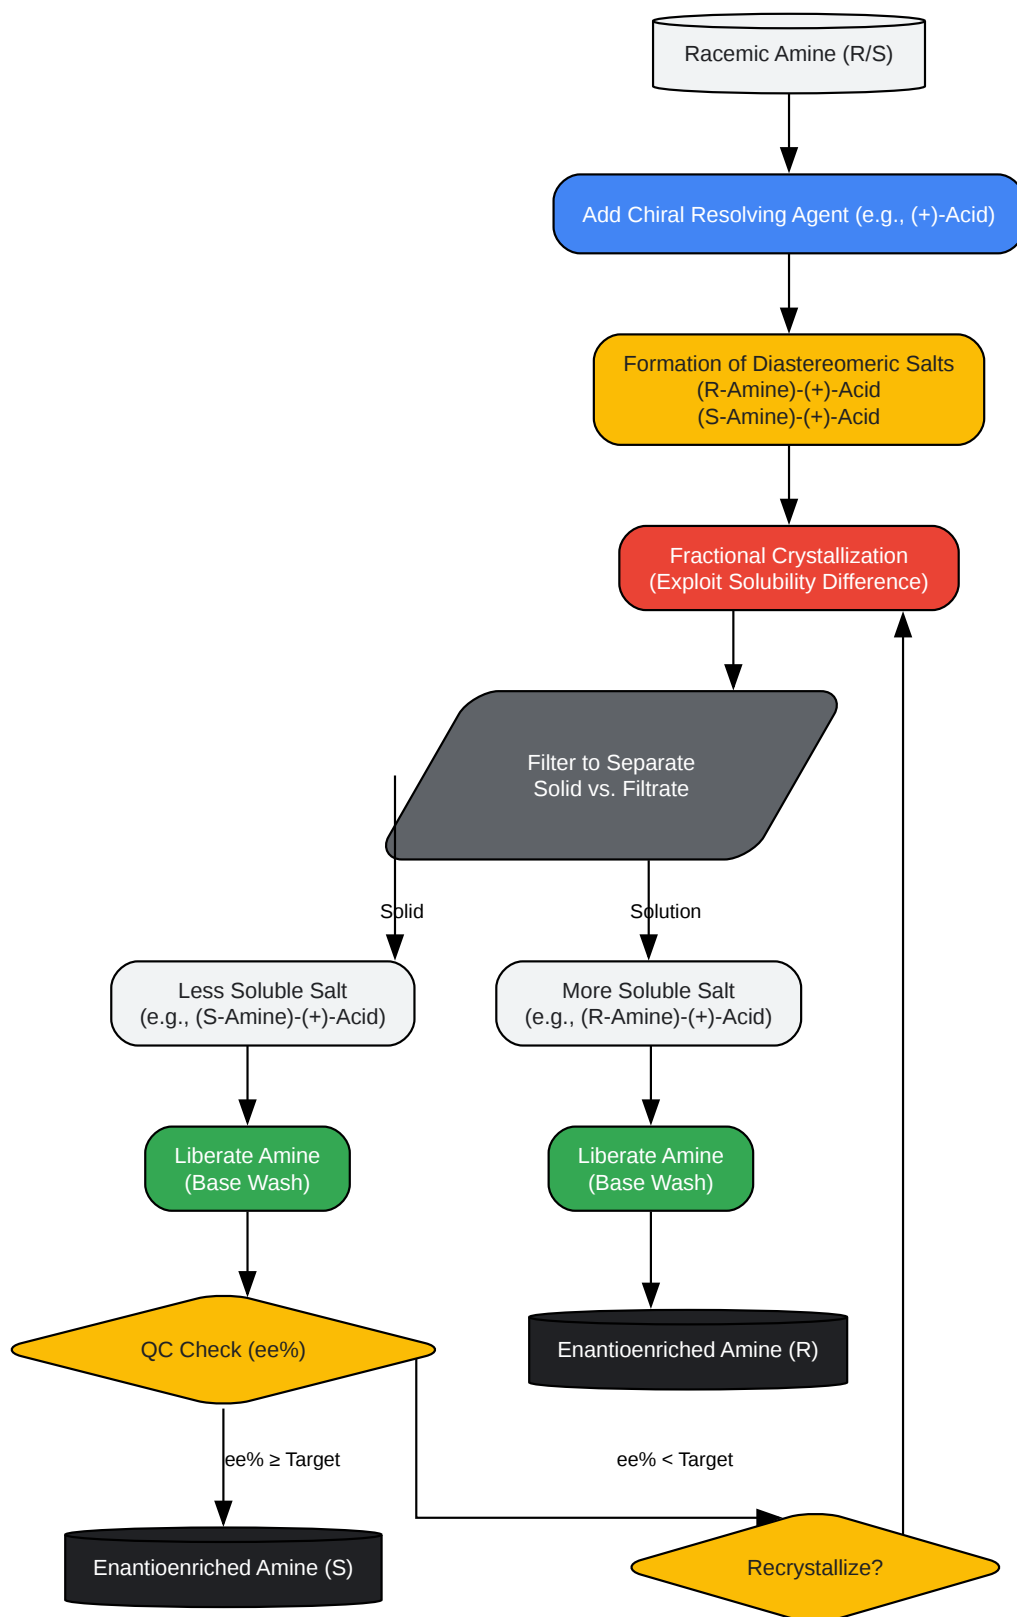 Racemic Amine (R/S)
Add Chiral Resolving Agent (e.g., (+)-Acid)
Formation of Diastereomeric Salts
(R-Amine)-(+)-Acid
(S-Amine)-(+)-Acid
Fractional Crystallization
(Exploit Solubility Difference)
Filter to Separate
Solid vs. Filtrate
Solid
Solution
Less Soluble Salt
(e.g., (S-Amine)-(+)-Acid)
More Soluble Salt
(e.g., (R-Amine)-(+)-Acid)
Liberate Amine
(Base Wash)
Liberate Amine
(Base Wash)
QC Check (ee%)
Enantioenriched Amine (R)
ee% ≥ Target
ee% < Target
Enantioenriched Amine (S)
Recrystallize?